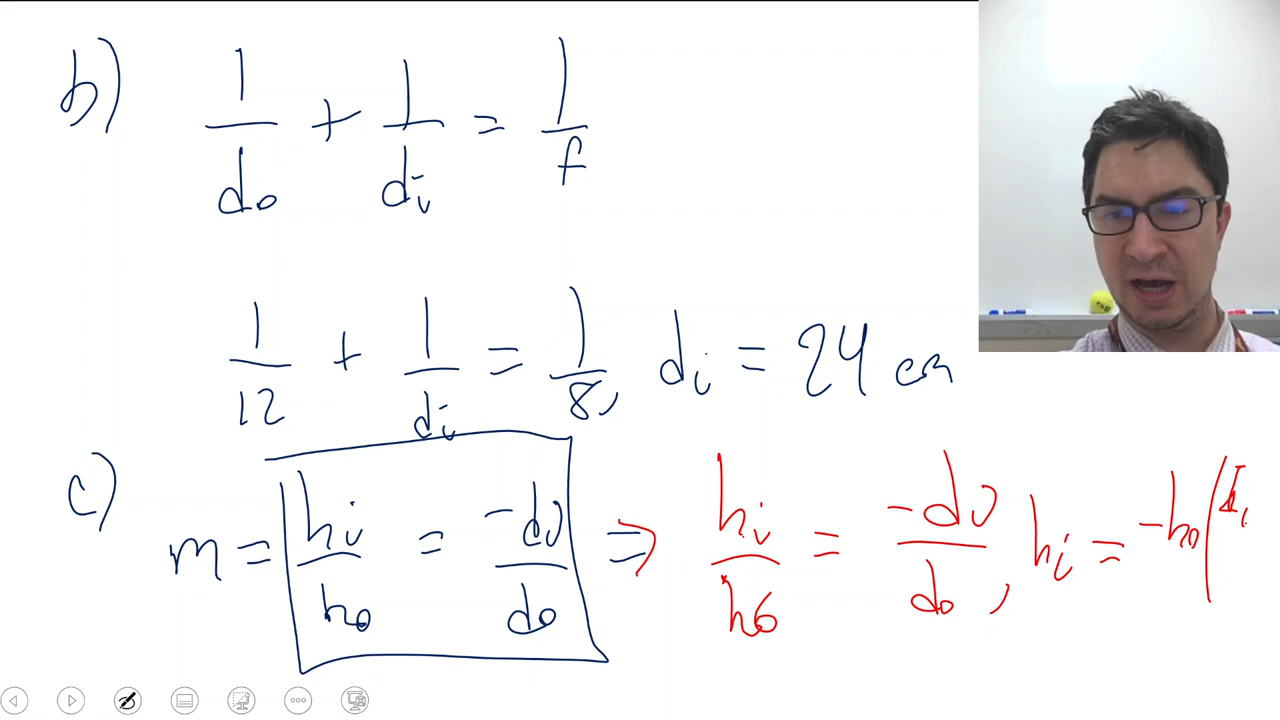 b) 1/do + 1/di = 1/f
1/12 + 1/di = 1/8, di = 24 cm
c) m = hi/ho = -di/do ⇒ hi/ho = -di/do, hi = -ho(di